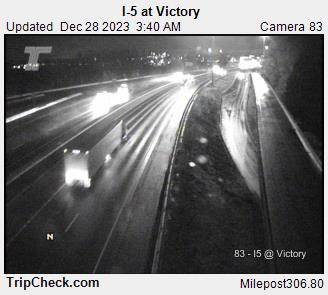 I-5 at Victory
Updated Dec 28 2023 3:40 AM Camera 83
T
N
83 - I5 @ Victory
TripCheck.com Milepost306.80